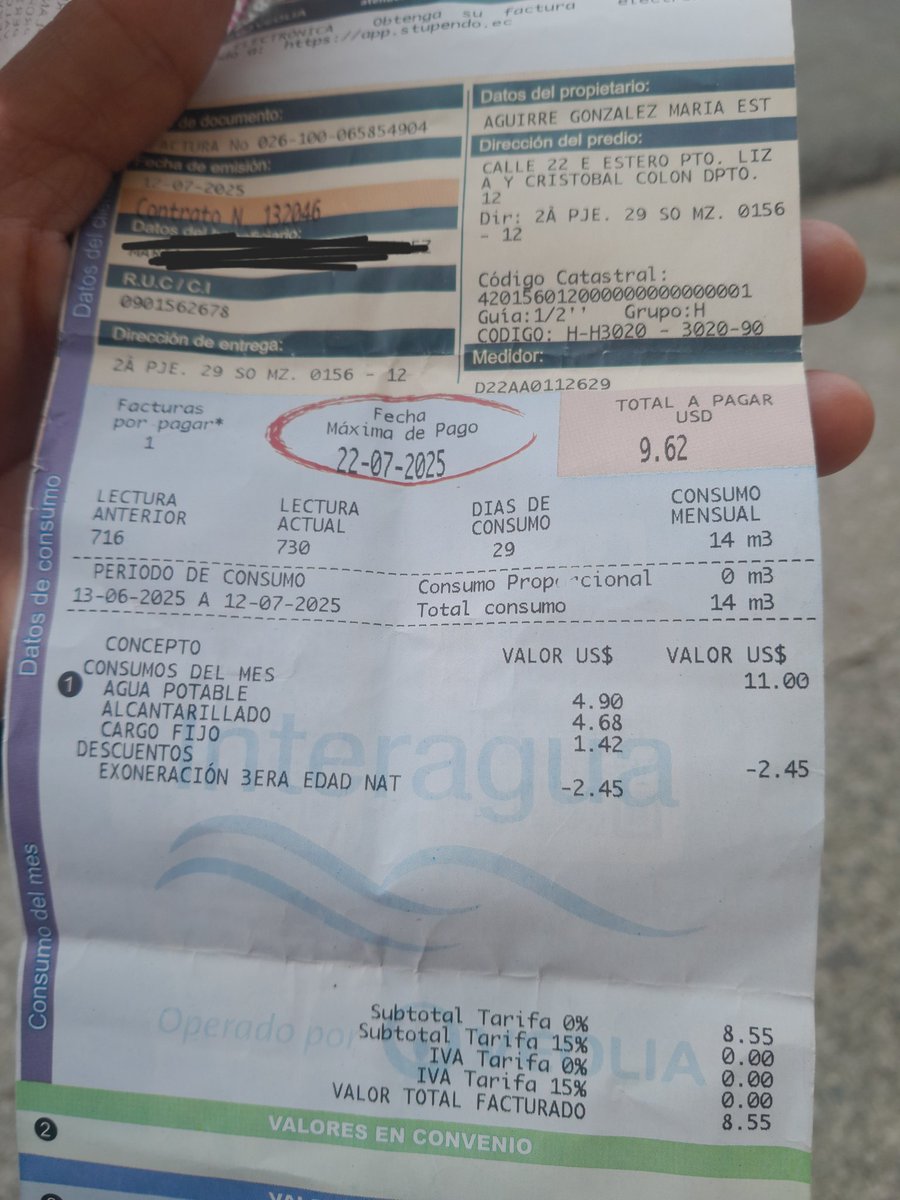 Obtenga su factura
ELECTRÓNICA
https://app.stupendo.ec
de documento:
FACTURA No 026-100-065854904
Fecha de emisión:
12-07-2025
Contrato N. 132046
Datos del
R.U.C / C.I
0901562678
Dirección de entrega:
2À PJE. 29 SO MZ. 0156 - 12
Datos del propietario:
AGUIRRE GONZALEZ MARIA EST
Dirección del predio:
CALLE 22 E ESTERO PTO. LIZ
A Y CRISTOBAL COLON DPTO.
12
Dir: 2À PJE. 29 SO MZ. 0156
- 12
Código Catastral:
4201560120000000000000001
Guía:1/2'' Grupo:H
CODIGO: H-H3020 - 3020-90
Medidor:
D22AA0112629
Facturas
por pagar*
1
Fecha
Máxima de Pago
22-07-2025
TOTAL A PAGAR
USD
9.62
Datos de consumo
LECTURA
ANTERIOR
716
LECTURA
ACTUAL
730
DIAS DE
CONSUMO
29
CONSUMO
MENSUAL
14 m3
PERIODO DE CONSUMO
13-06-2025 A 12-07-2025
Consumo Proporcional 0 m3
Total consumo 14 m3
Consumo del mes
1
CONCEPTO VALOR US$ VALOR US$
CONSUMOS DEL MES 11.00
AGUA POTABLE 4.90
ALCANTARILLADO 4.68
CARGO FIJO 1.42
DESCUENTOS -2.45
EXONERACIÓN 3ERA EDAD NAT -2.45
interagua
Operado por VEOLIA
Subtotal Tarifa 0% 8.55
Subtotal Tarifa 15% 0.00
IVA Tarifa 0% 0.00
IVA Tarifa 15% 0.00
VALOR TOTAL FACTURADO 8.55
2
VALORES EN CONVENIO